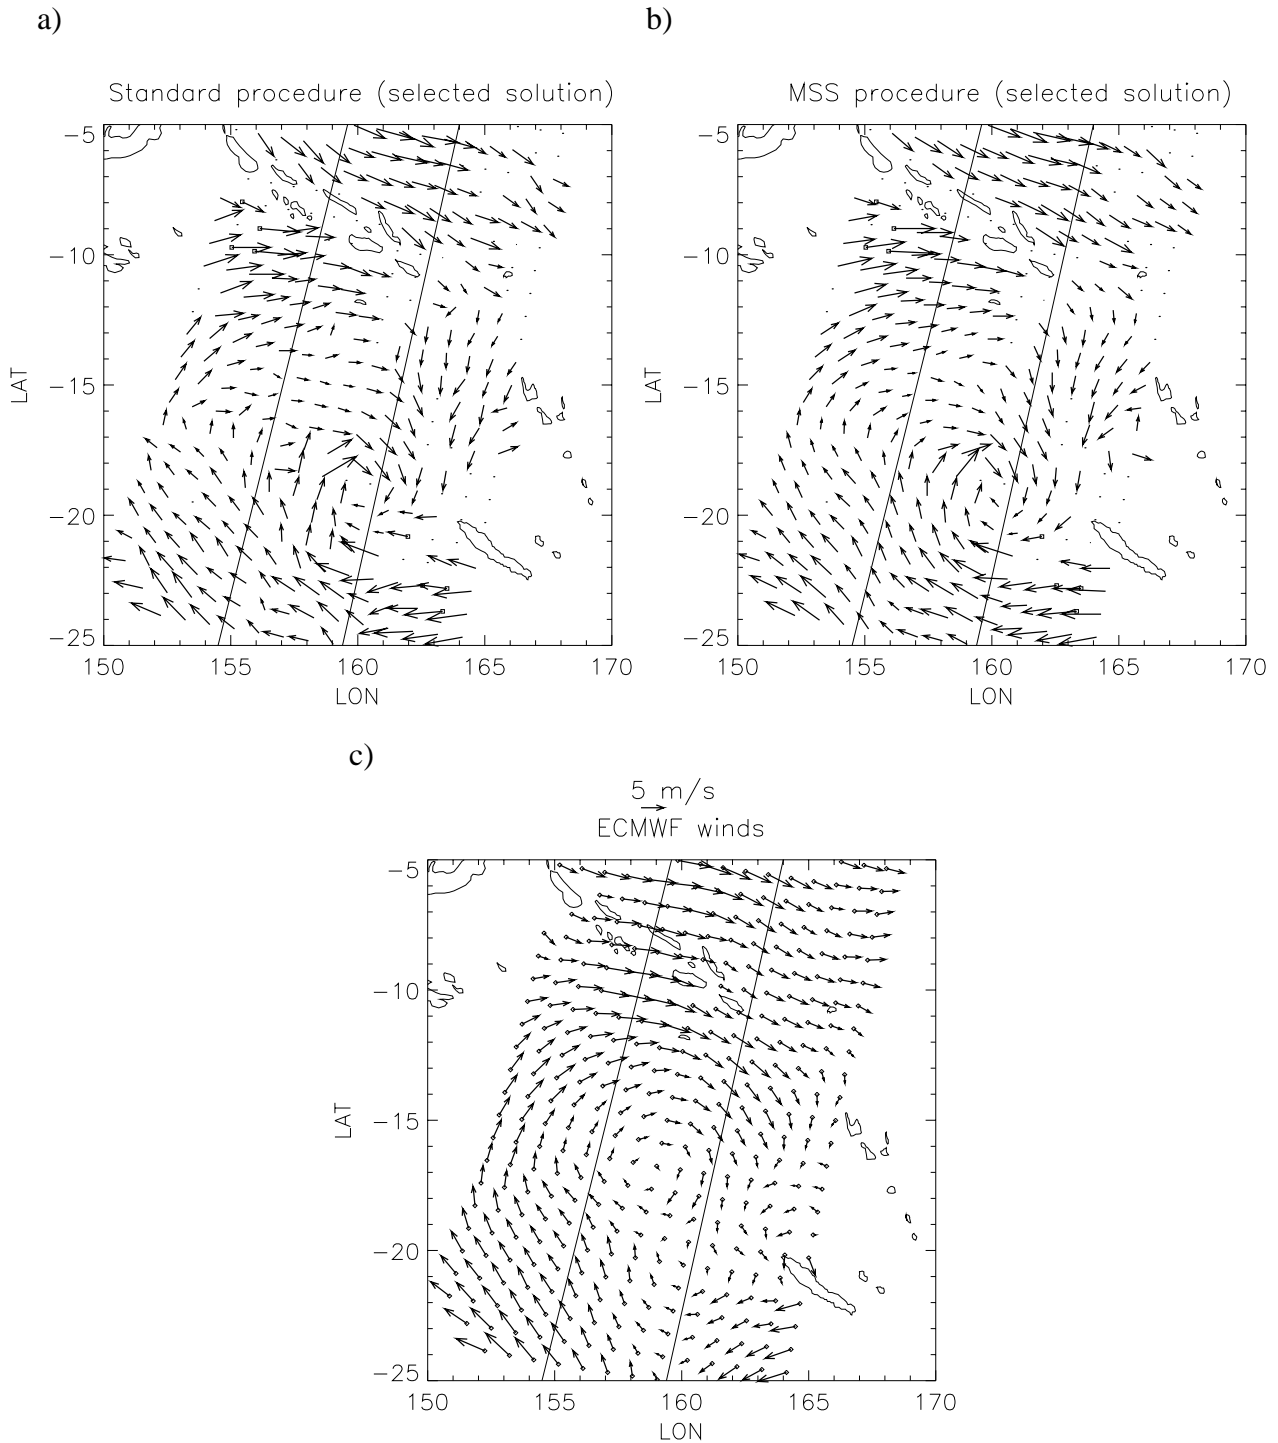 a)
b)
Standard procedure (selected solution)
MSS procedure (selected solution)
−5
−10
−15
−20
−25
LAT
150 155 160 165 170
LON
−5
−10
−15
−20
−25
LAT
150 155 160 165 170
LON
c)
5 m/s
ECMWF winds
−5
−10
−15
−20
−25
LAT
150 155 160 165 170
LON